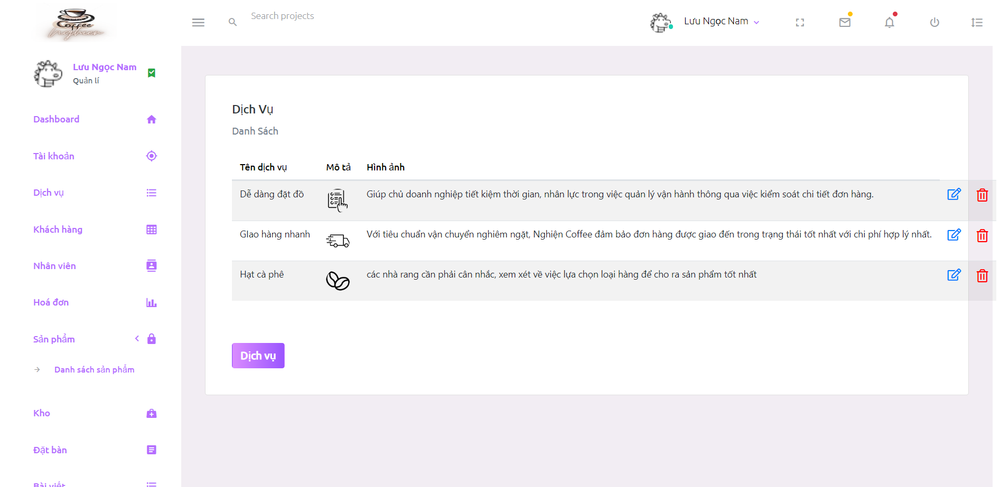 Coffee
Nghien
Search projects
Lưu Ngọc Nam
Lưu Ngọc Nam
Quản lí
Dashboard
Tài khoản
Dịch vụ
Khách hàng
Nhân viên
Hoá đơn
Sản phẩm
Danh sách sản phẩm
Kho
Đặt bàn
Bài viết
Dịch Vụ
Danh Sách
Tên dịch vụ Mô tả Hình ảnh
Dễ dàng đặt đồ Giúp chủ doanh nghiệp tiết kiệm thời gian, nhân lực trong việc quản lý vận hành thông qua việc kiểm soát chi tiết đơn hàng.
GIao hàng nhanh Với tiêu chuẩn vận chuyển nghiêm ngặt, Nghiện Coffee đảm bảo đơn hàng được giao đến trong trạng thái tốt nhất với chi phí hợp lý nhất.
Hạt cà phê các nhà rang cần phải cân nhắc, xem xét về việc lựa chọn loại hàng để cho ra sản phẩm tốt nhất
Dịch vụ